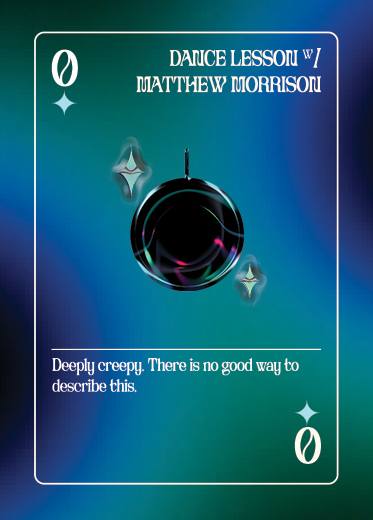 0
DANCE LESSON w/
MATTHEW MORRISON
Deeply creepy. There is no good way to
describe this.
0